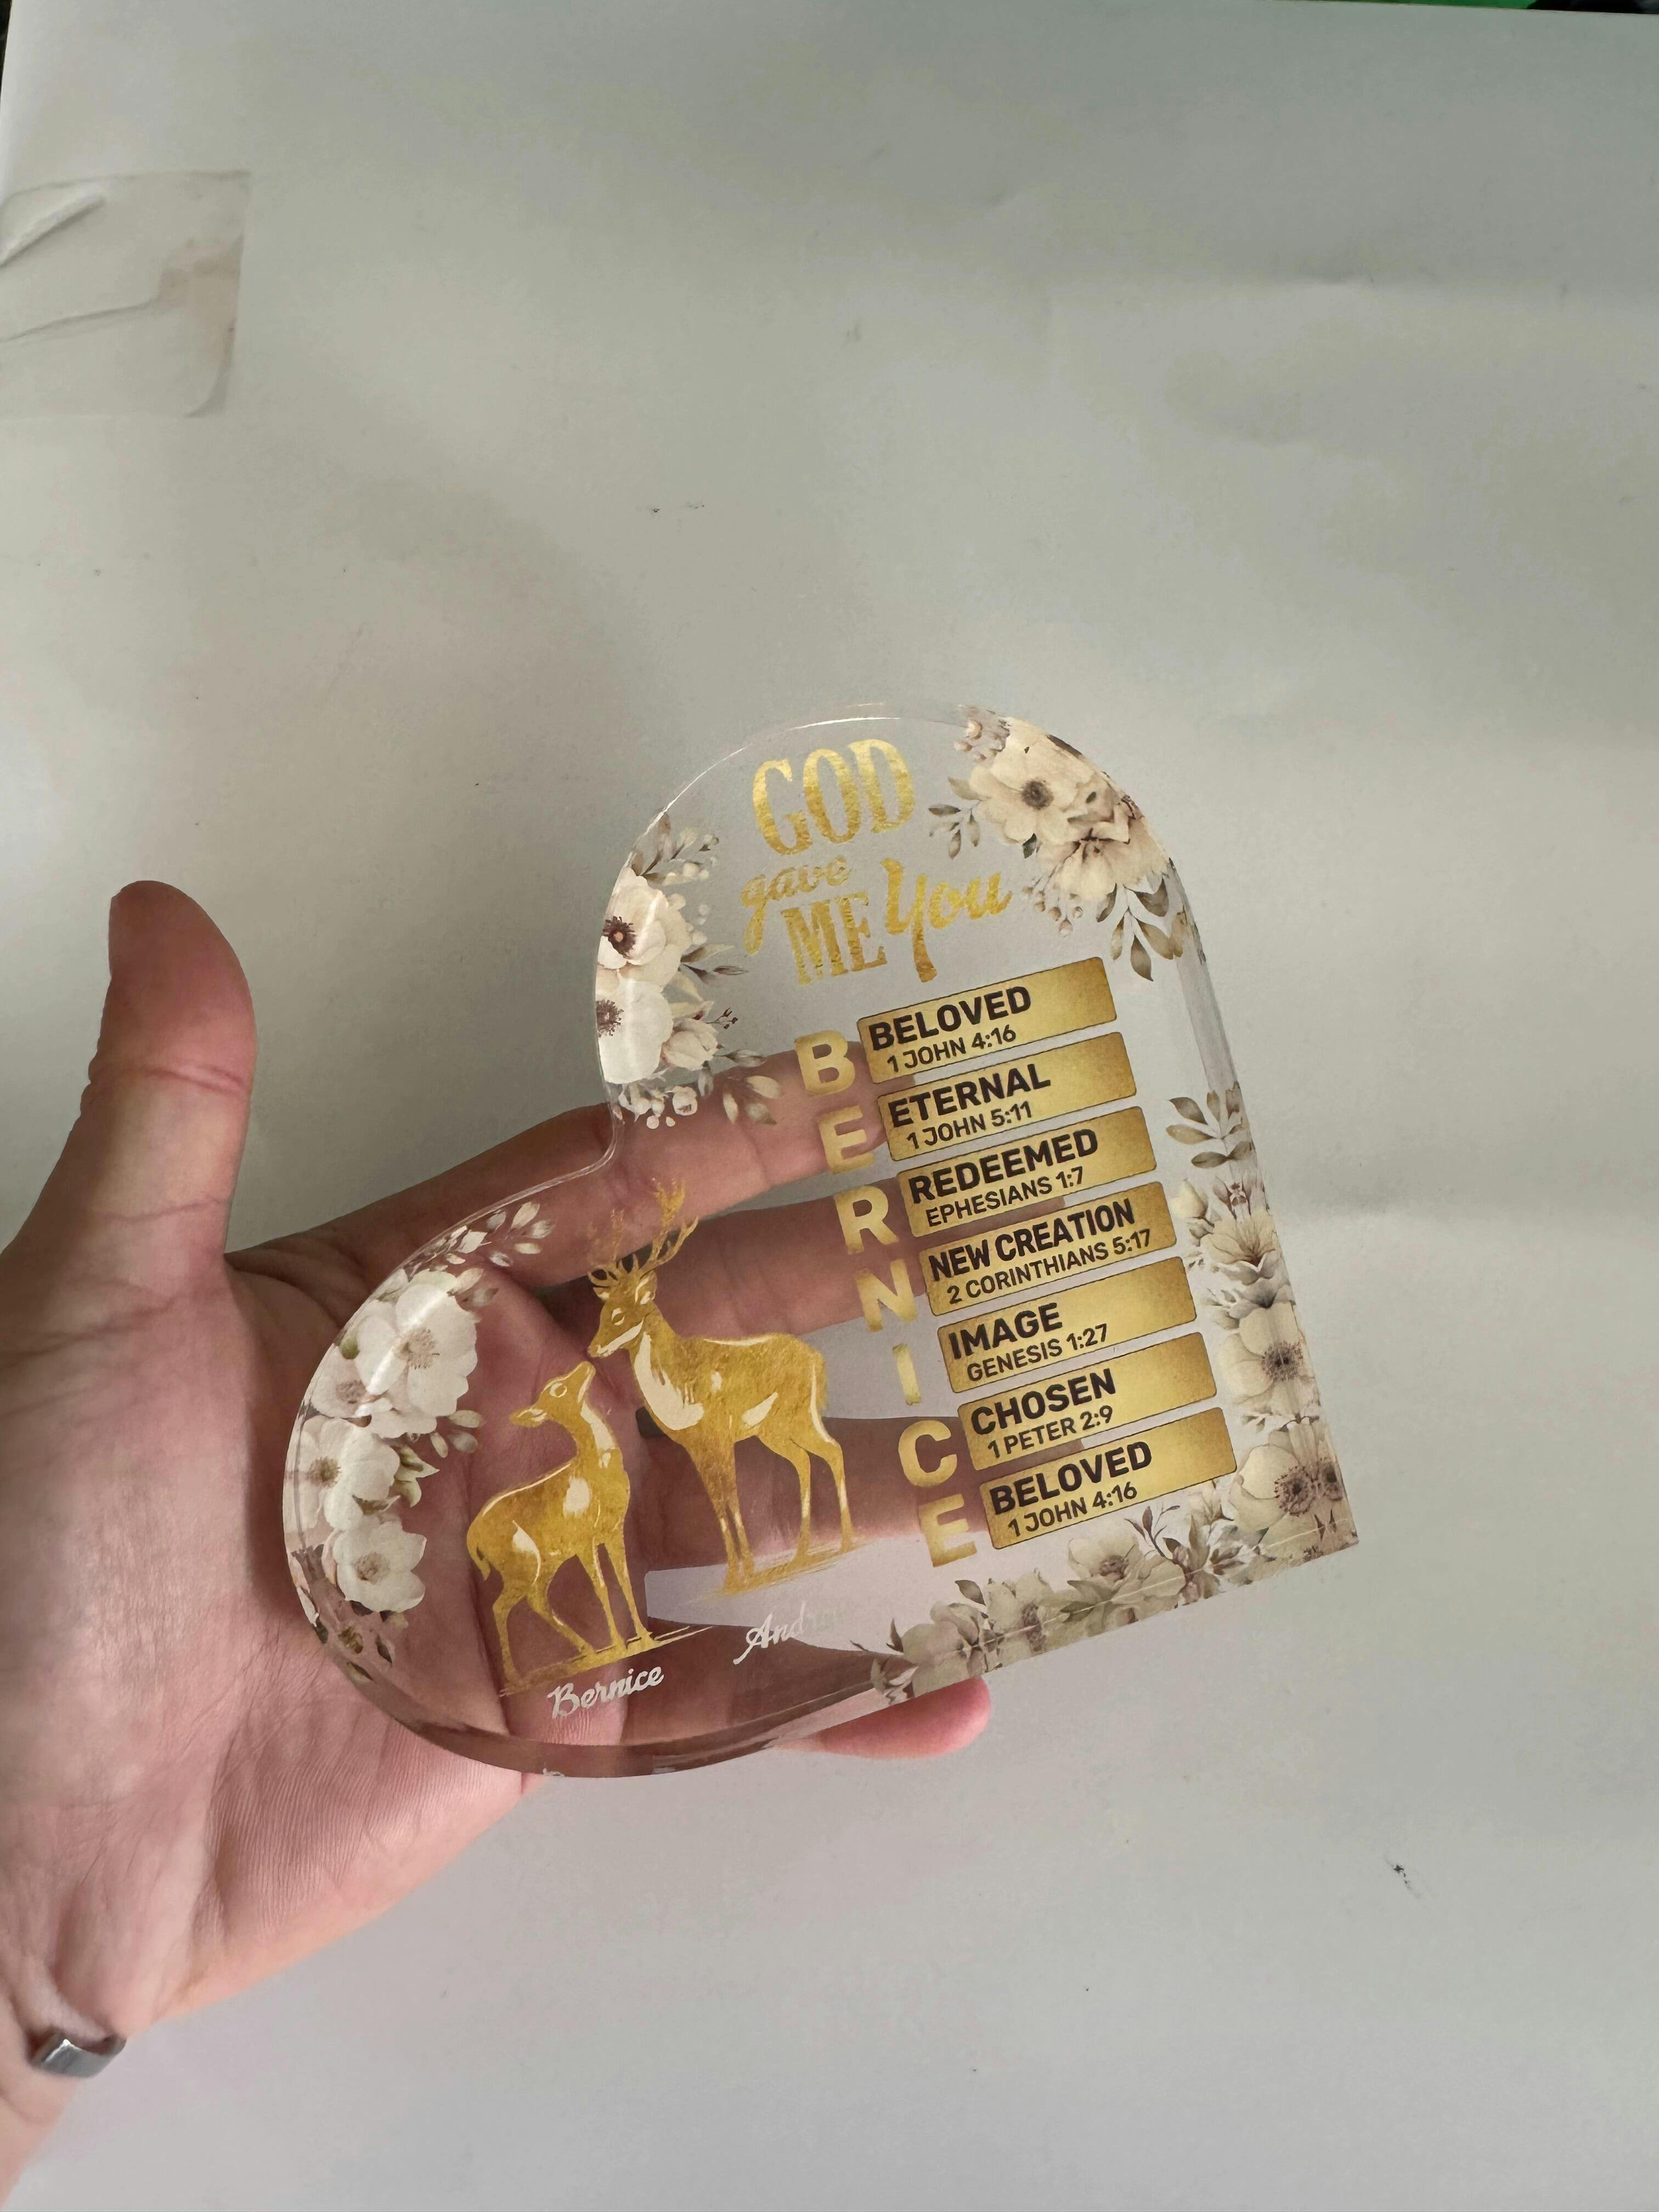 GOD
gave
ME You
B BELOVED
1 JOHN 4:16
E ETERNAL
1 JOHN 5:11
R REDEEMED
EPHESIANS 1:7
N NEW CREATION
2 CORINTHIANS 5:17
I IMAGE
GENESIS 1:27
C CHOSEN
1 PETER 2:9
E BELOVED
1 JOHN 4:16
Bernice